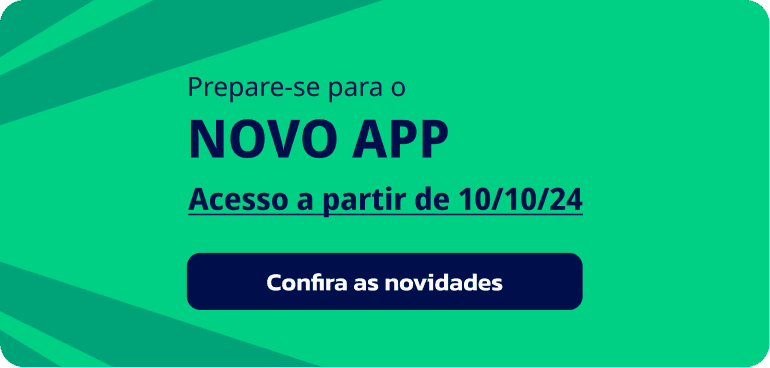 Prepare-se para o
NOVO APP
Acesso a partir de 10/10/24
Confira as novidades